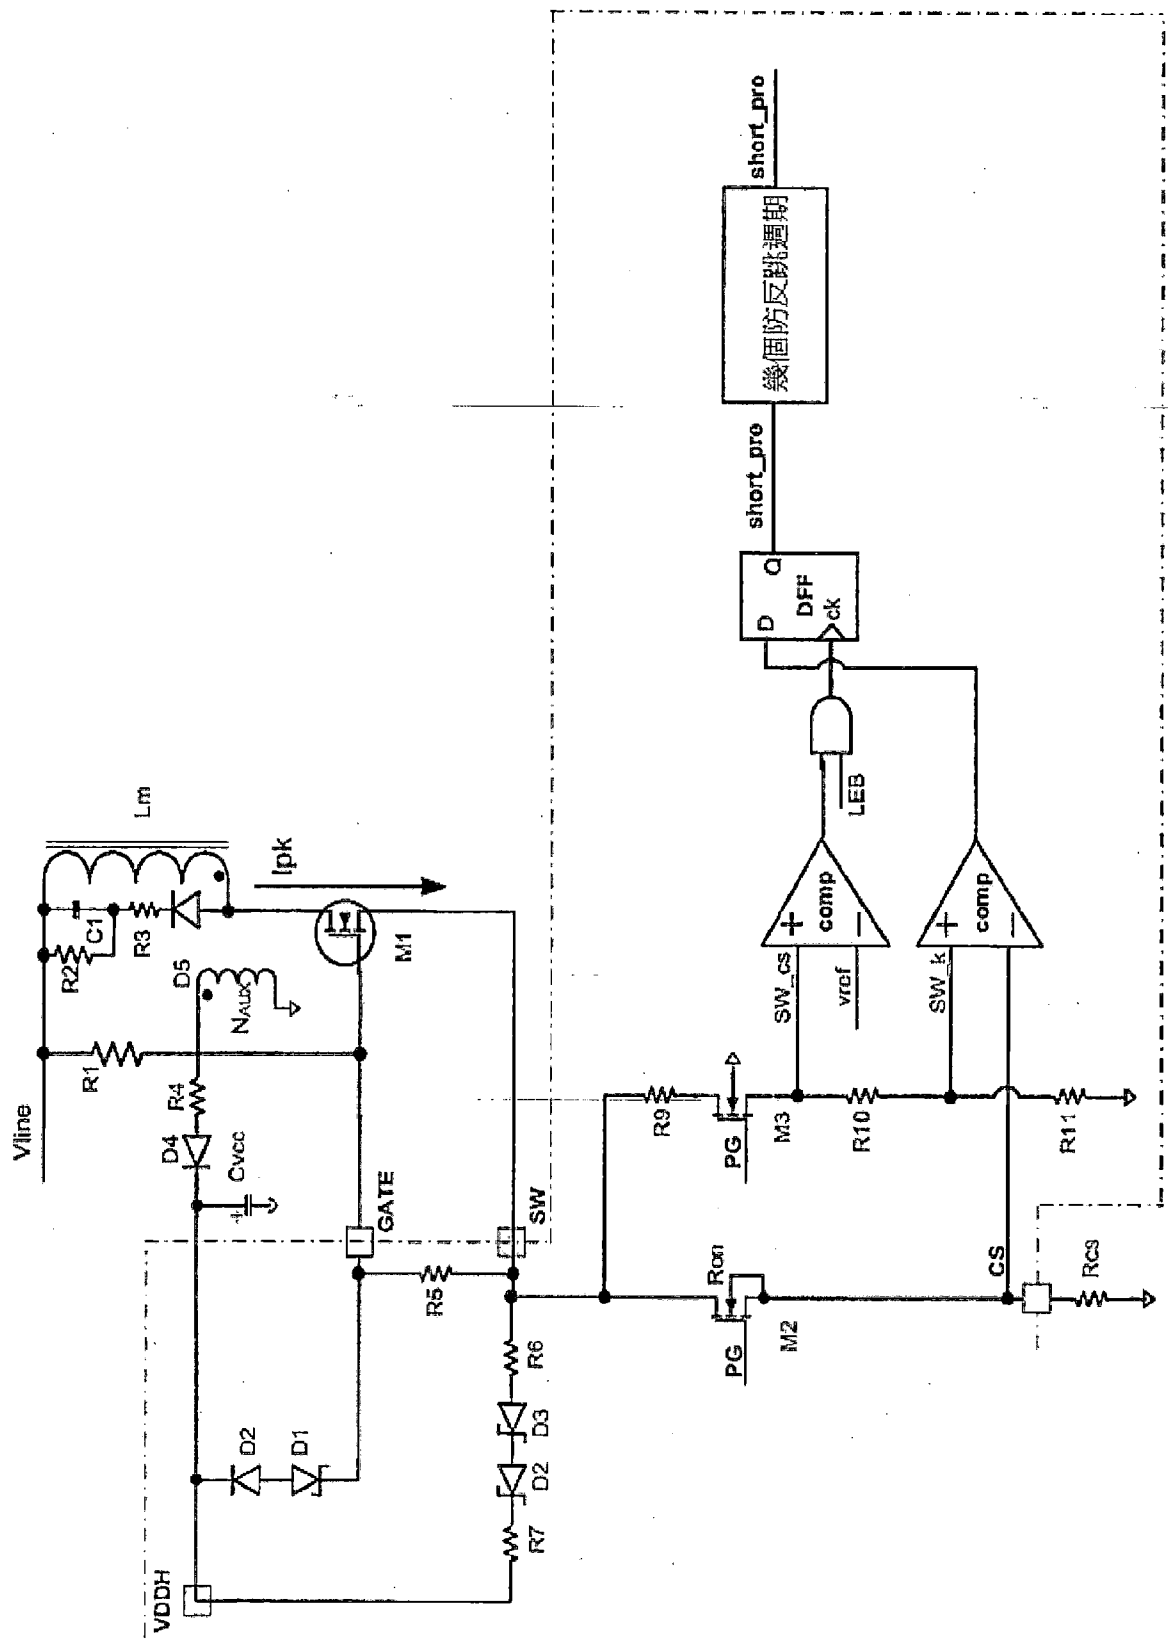 Vline
R1
R2
C1
R3
Lm
Ipk
M1
D5
NAUX
R4
D4
Cvcc
VDDH
D2
D1
GATE
R5
SW
R7
D2
D3
R6
PG
Ron
M2
CS
Rcs
R9
PG
M3
R10
R11
SW_cs
vref
+
comp
−
SW_k
+
comp
−
LEB
D
Q
DFF
ck
short_pro
幾個防反跳週期
short_pro